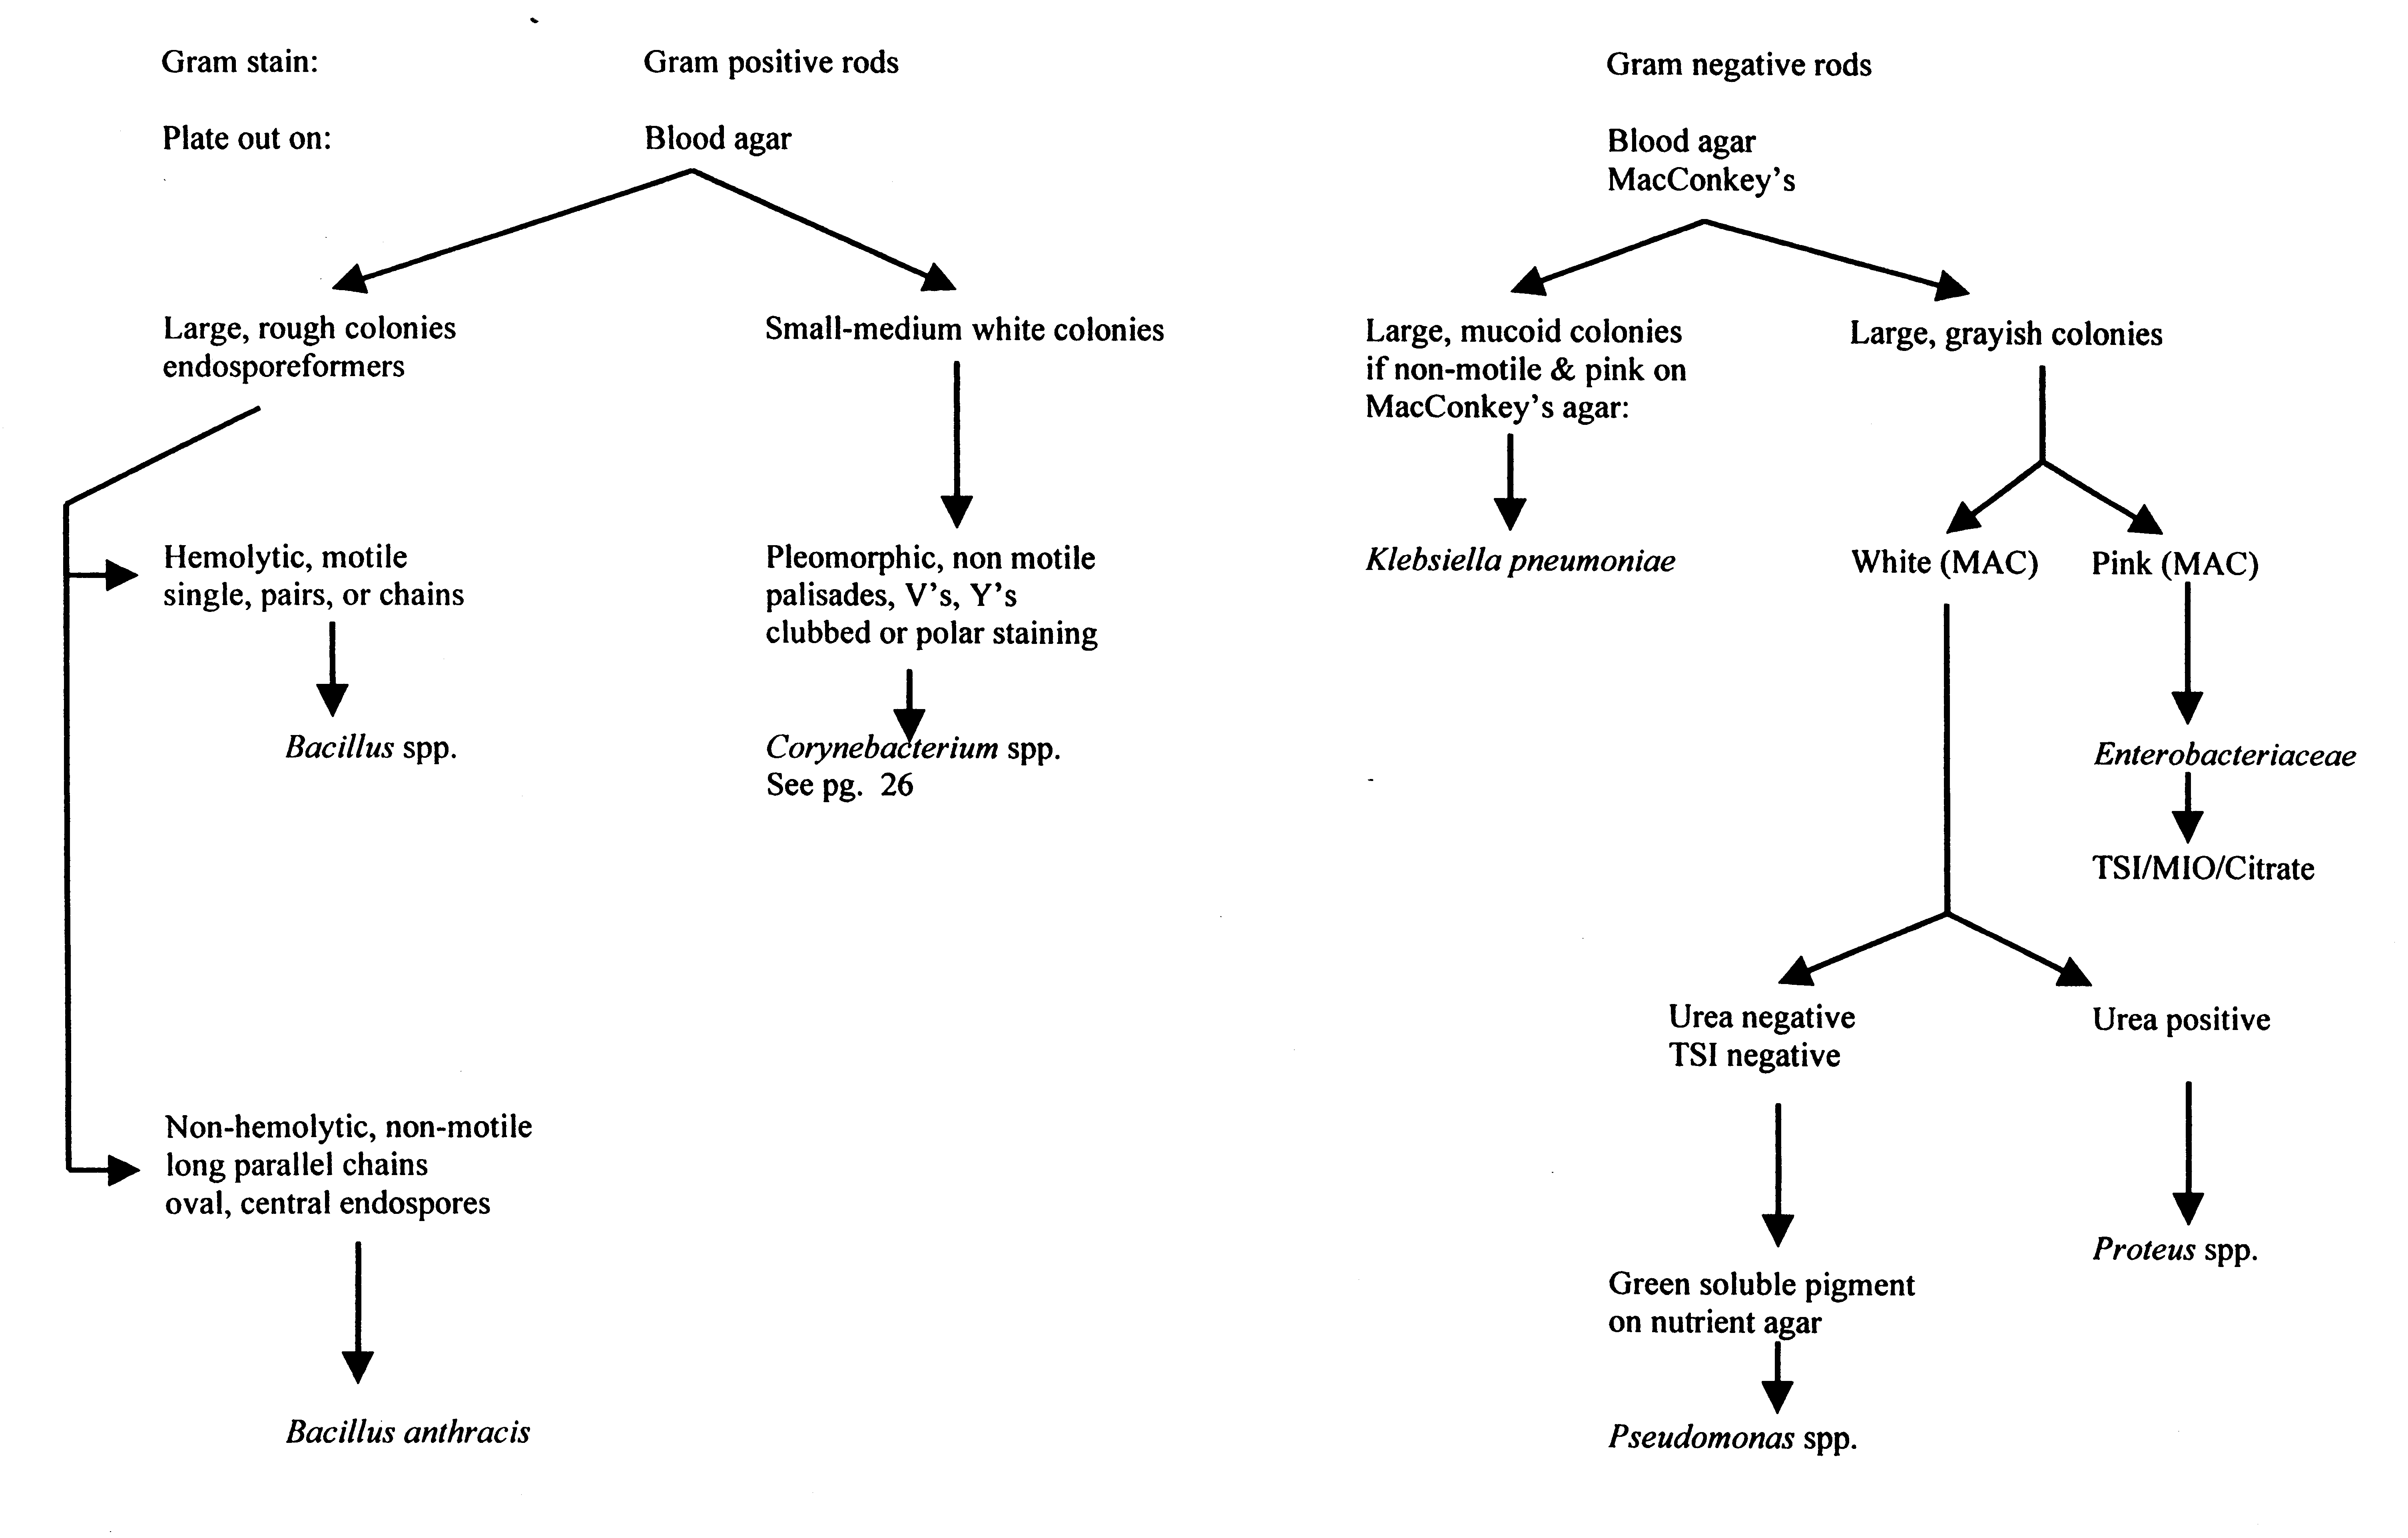 Gram stain:
Gram positive rods
Plate out on:
Blood agar
Large, rough colonies
endosporeformers
Small-medium white colonies
Hemolytic, motile
single, pairs, or chains
Pleomorphic, non motile
palisades, V's, Y's
clubbed or polar staining
Bacillus spp.
Corynebacterium spp.
See pg. 26
Non-hemolytic, non-motile
long parallel chains
oval, central endospores
Bacillus anthracis
Gram negative rods
Blood agar
MacConkey's
Large, mucoid colonies
if non-motile & pink on
MacConkey's agar:
Large, grayish colonies
Klebsiella pneumoniae
White (MAC)
Pink (MAC)
Enterobacteriaceae
TSI/MIO/Citrate
Urea negative
TSI negative
Urea positive
Green soluble pigment
on nutrient agar
Proteus spp.
Pseudomonas spp.